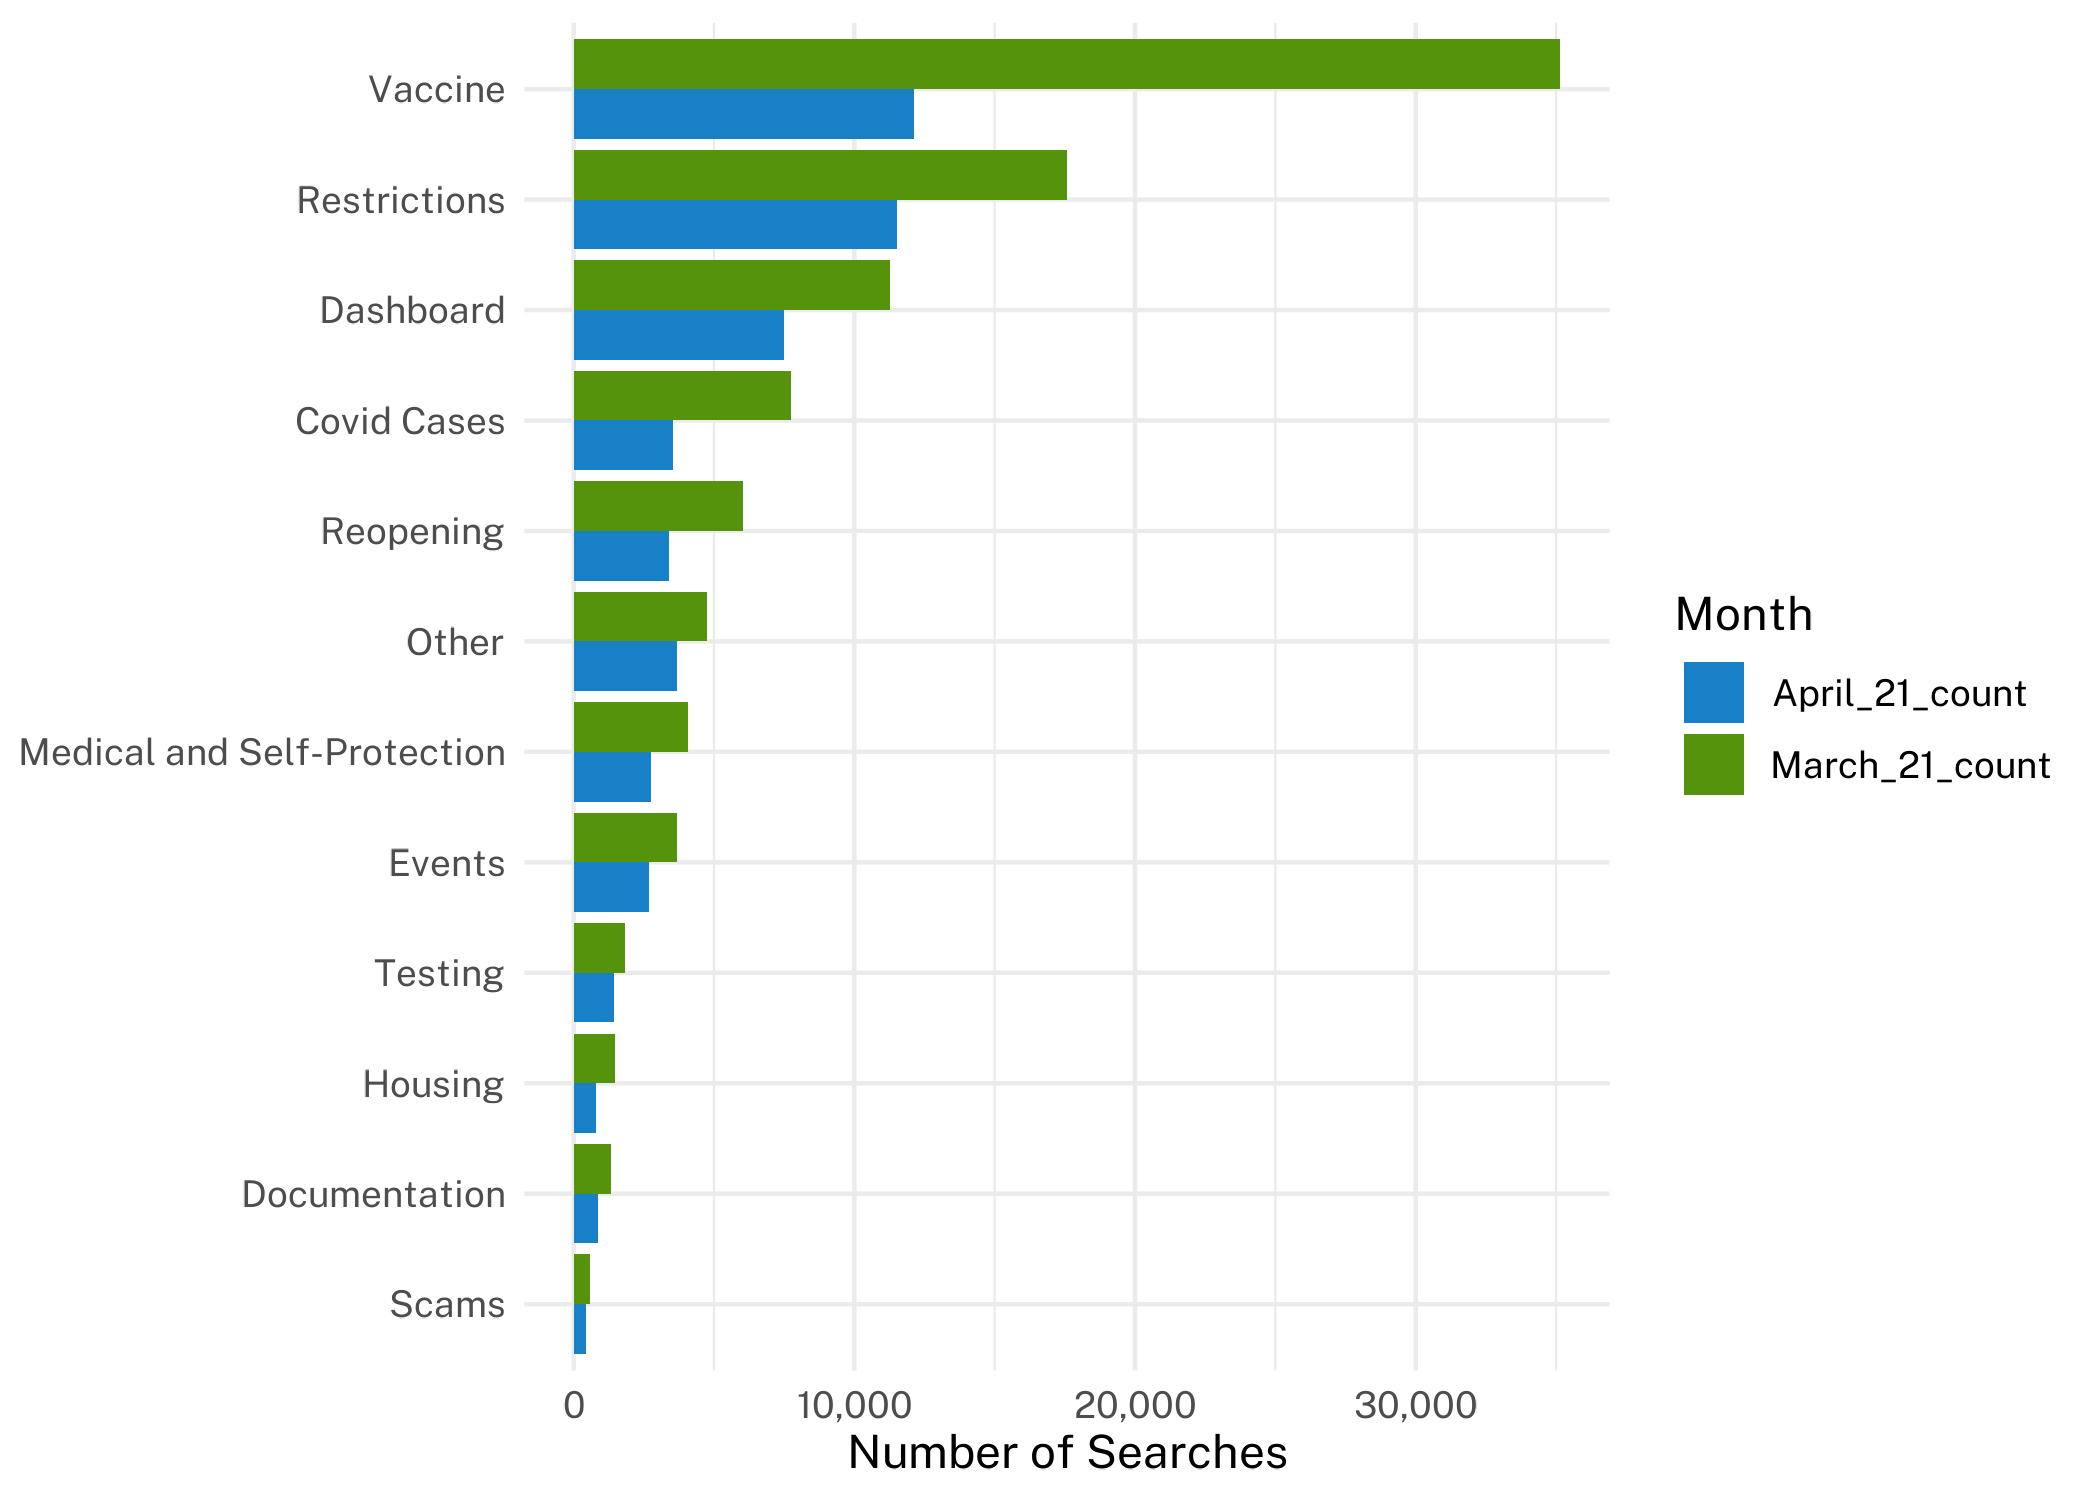 Vaccine
Restrictions
Dashboard
Covid Cases
Reopening
Other
Medical and Self-Protection
Events
Testing
Housing
Documentation
Scams
0 10,000 20,000 30,000
Number of Searches
Month
April_21_count
March_21_count